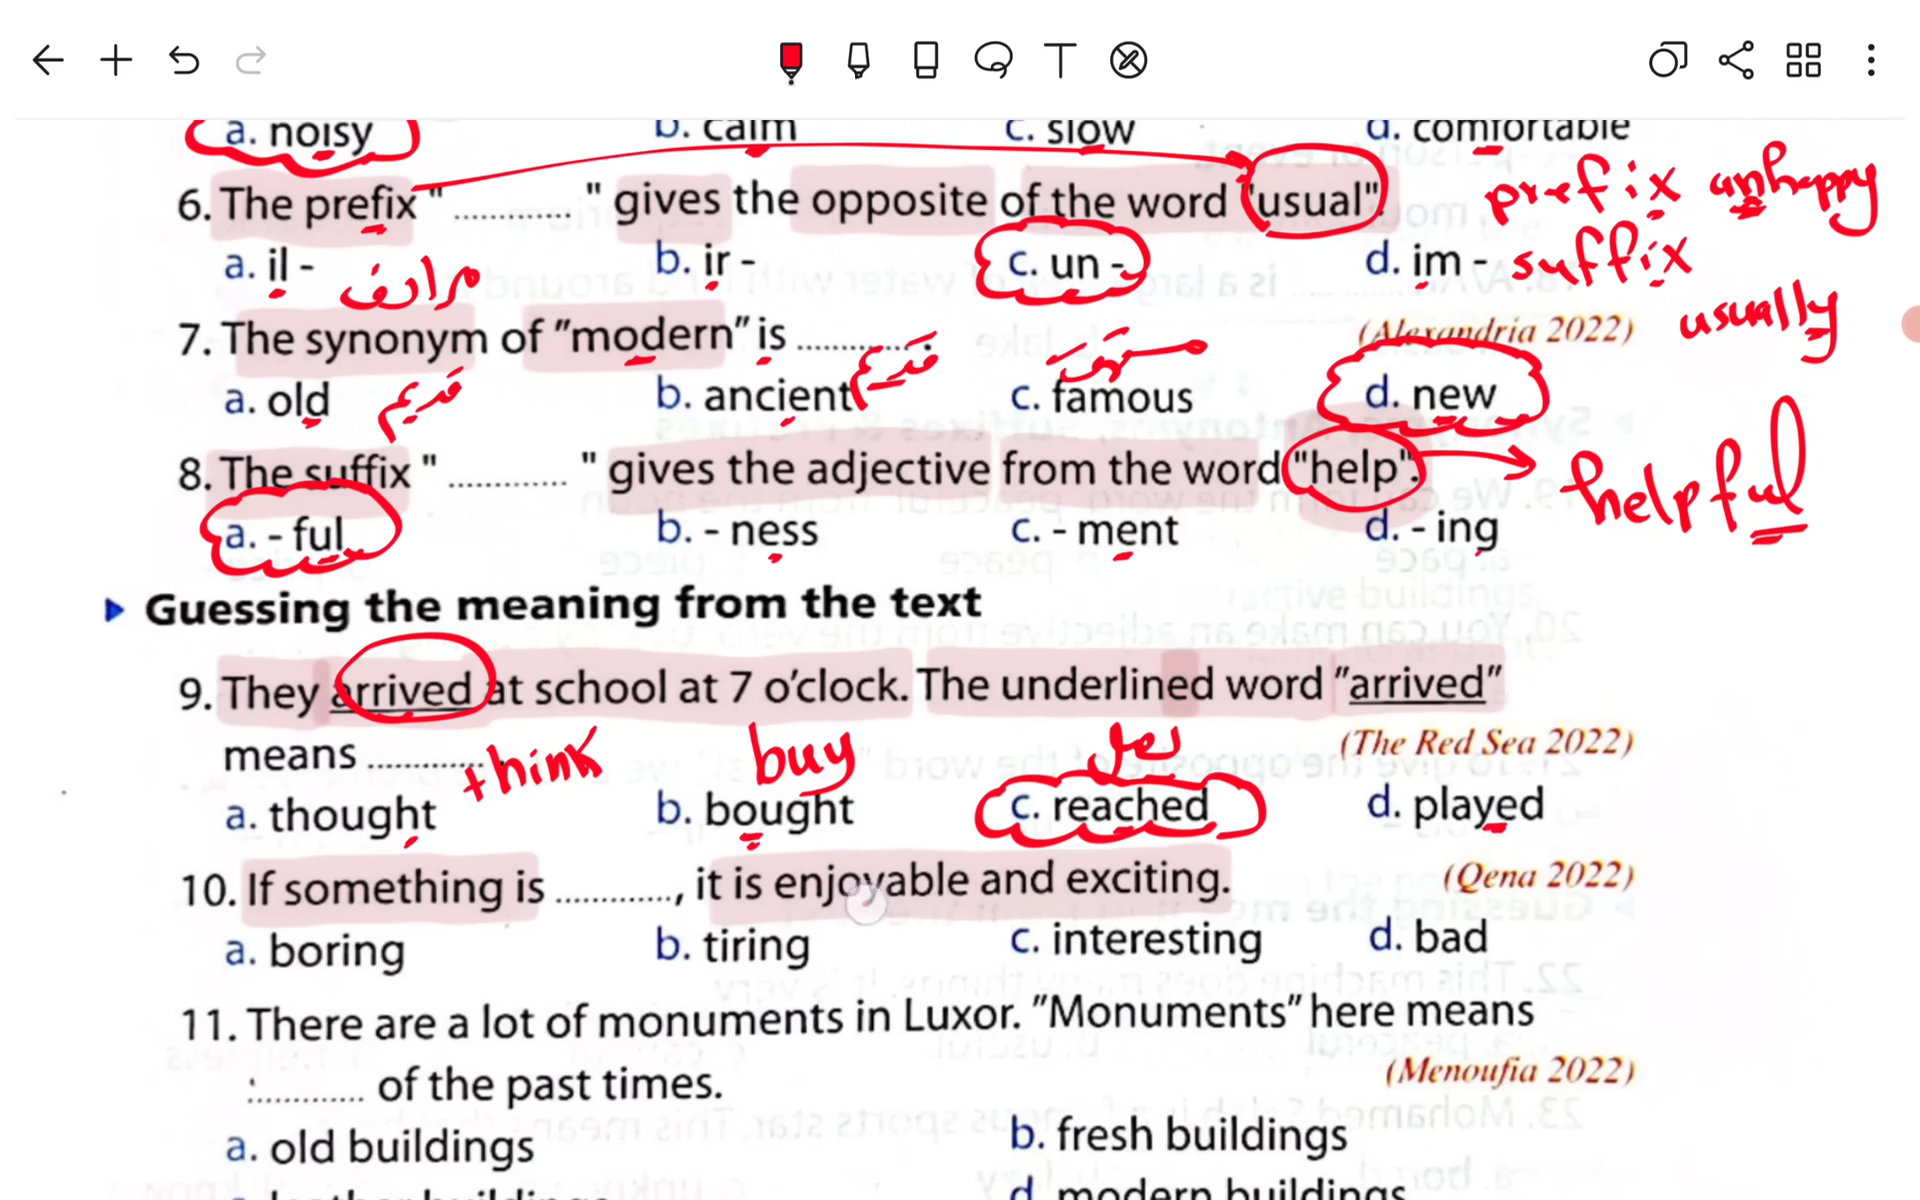 a. noisy b. calm c. slow d. comfortable
6. The prefix "............" gives the opposite of the word "usual". prefix unhappy
a. il - b. ir - c. un - d. im - suffix
مرادف usually
7. The synonym of "modern" is ............ . (Alexandria 2022)
a. old قديم b. ancient قديم c. famous d. new
8. The suffix "............" gives the adjective from the word "help". helpful
a. - ful b. - ness c. - ment d. - ing
Guessing the meaning from the text
9. They arrived at school at 7 o'clock. The underlined word "arrived"
means ............ think buy yes (The Red Sea 2022)
a. thought b. bought c. reached d. played
10. If something is ............, it is enjoyable and exciting. (Qena 2022)
a. boring b. tiring c. interesting d. bad
11. There are a lot of monuments in Luxor. "Monuments" here means
............ of the past times. (Menoufia 2022)
a. old buildings b. fresh buildings
d. modern buildings